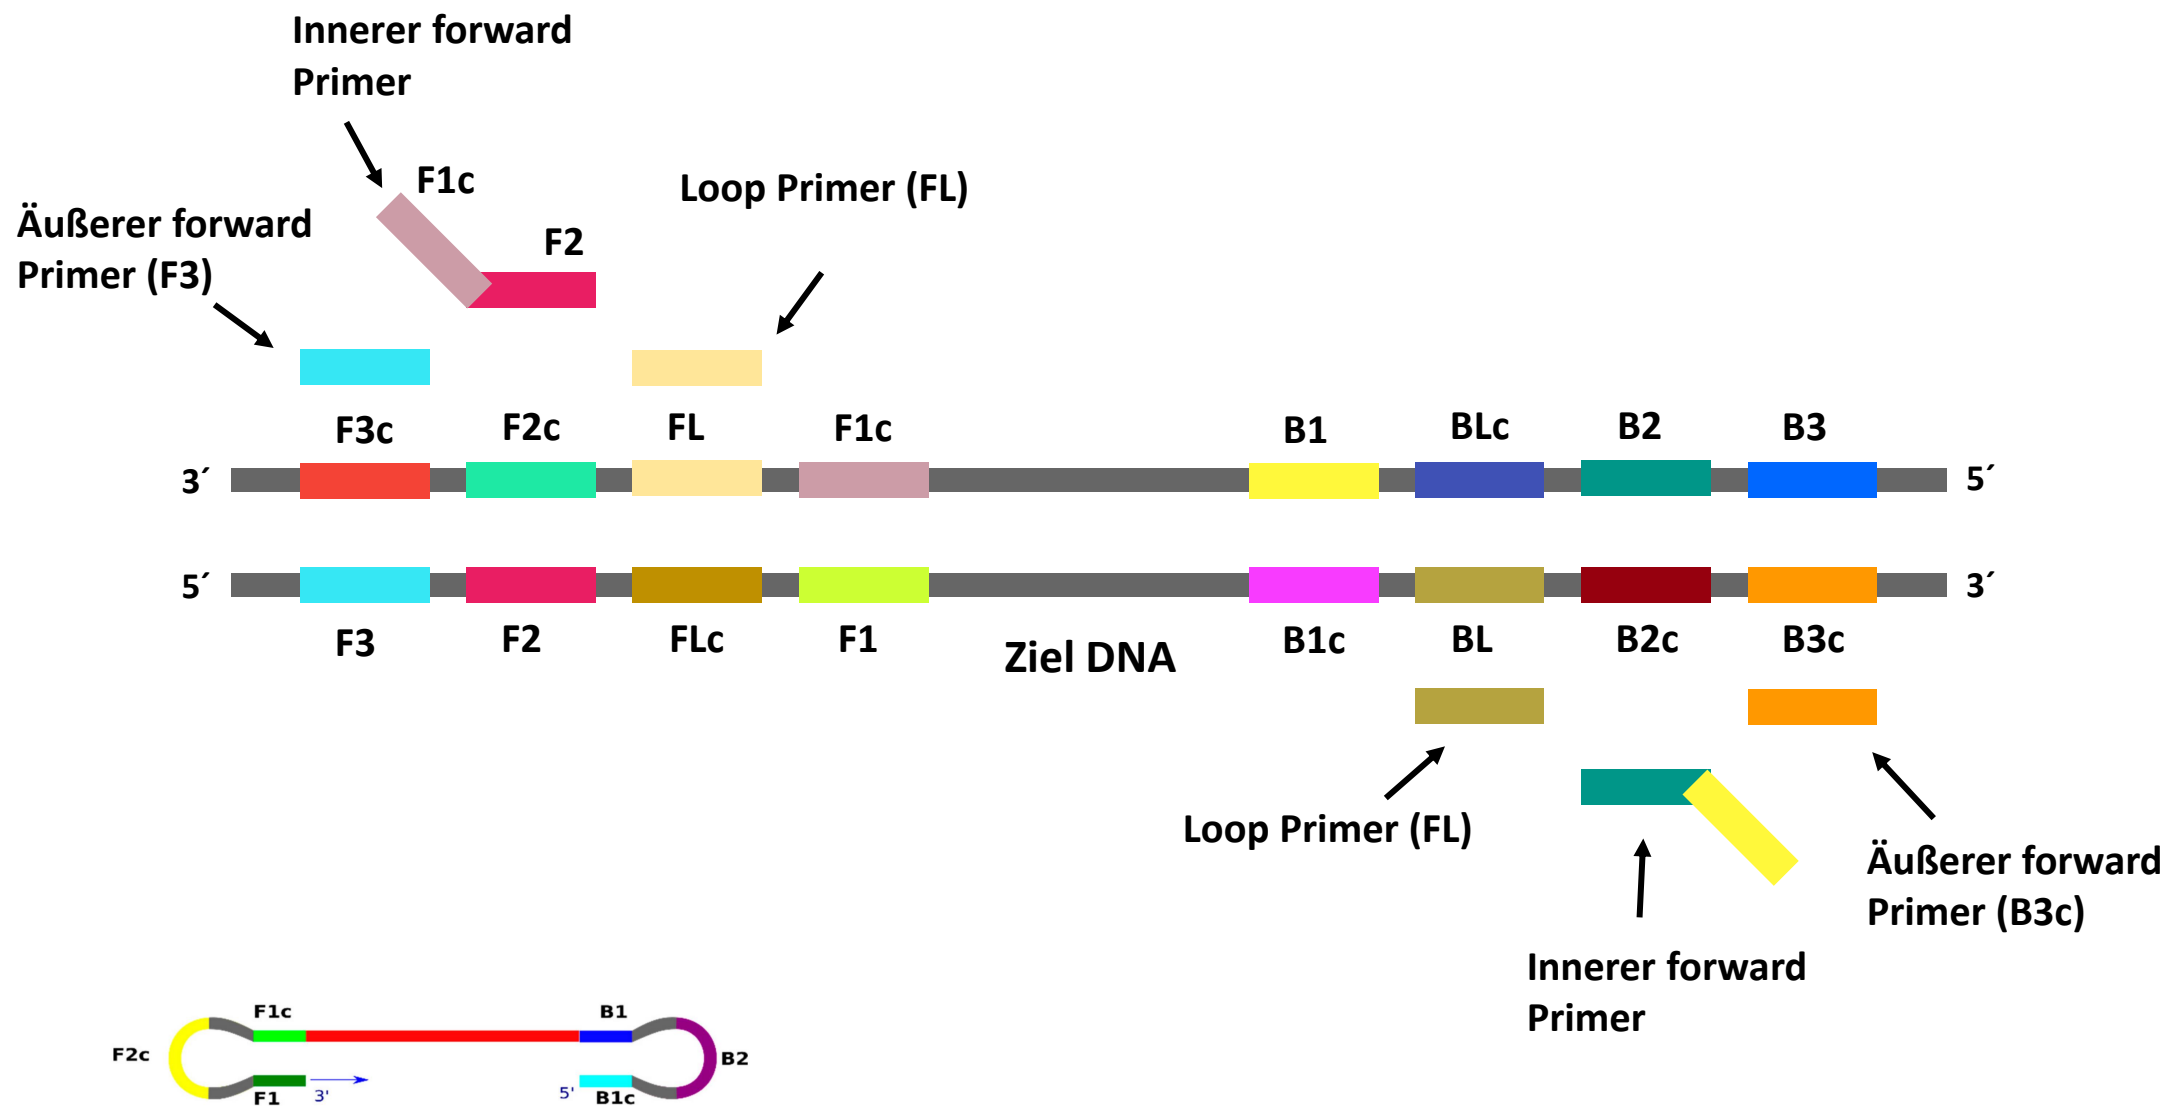 Innerer forward
Primer
F1c
Loop Primer (FL)
Äußerer forward
Primer (F3)
F2
F3c F2c FL F1c B1 BLc B2 B3
3´ 5´
5´ 3´
F3 F2 FLc F1 Ziel DNA B1c BL B2c B3c
Loop Primer (FL)
Äußerer forward
Primer (B3c)
Innerer forward
Primer
F1c B1
F2c B2
F1 3' 5' B1c